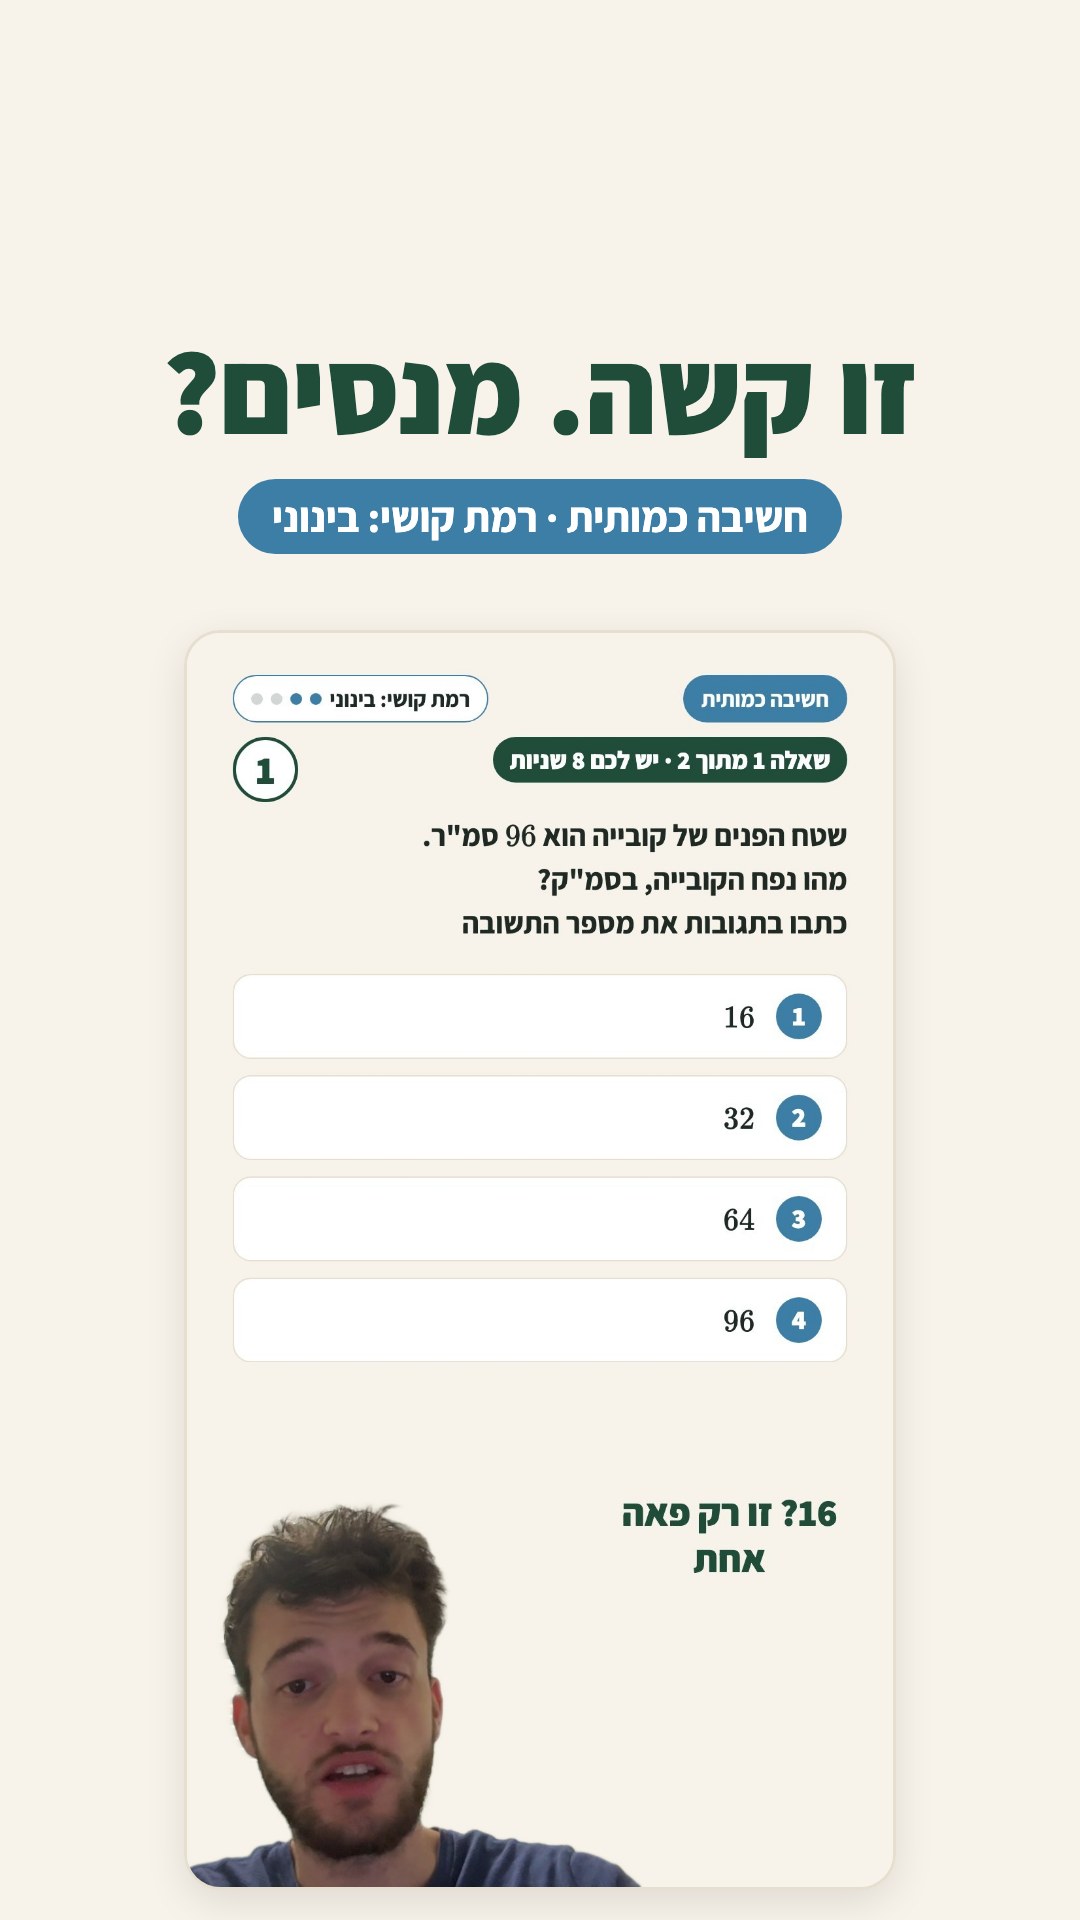 זו קשה. מנסים?
חשיבה כמותית · רמת קושי: בינוני
חשיבה כמותית
רמת קושי: בינוני
שאלה 1 מתוך 2 · יש לכם 8 שניות
1
שטח הפנים של קובייה הוא 96 סמ"ר.
מהו נפח הקובייה, בסמ"ק?
כתבו בתגובות את מספר התשובה
1 16
2 32
3 64
4 96
16? זו רק פאה
אחת